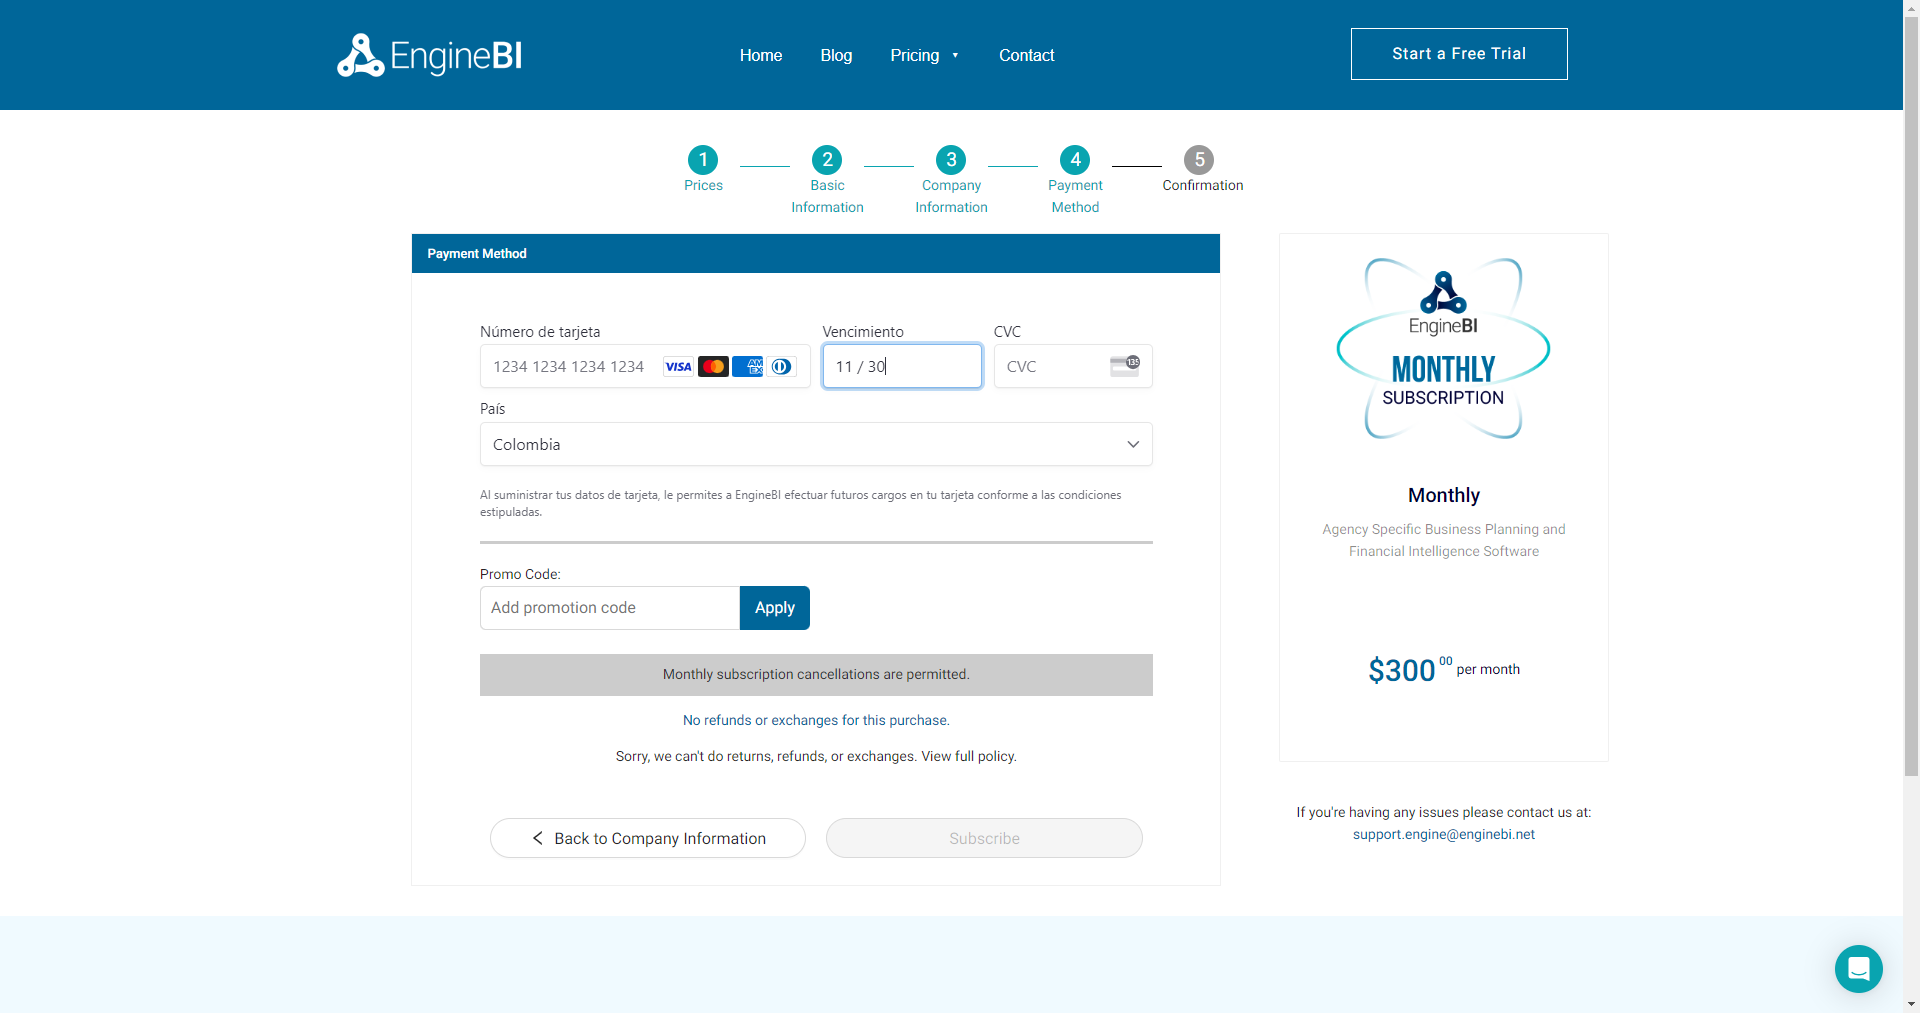 EngineBI
Home
Blog
Pricing
Contact
Start a Free Trial
1
2
3
4
5
Prices
Basic
Information
Company
Information
Payment
Method
Confirmation
Payment Method
Número de tarjeta
Vencimiento
CVC
1234 1234 1234 1234
VISA
AM
EX
11 / 30
CVC
135
País
Colombia
Al suministrar tus datos de tarjeta, le permites a EngineBI efectuar futuros cargos en tu tarjeta conforme a las condiciones
estipuladas.
Promo Code:
Add promotion code
Apply
Monthly subscription cancellations are permitted.
No refunds or exchanges for this purchase.
Sorry, we can't do returns, refunds, or exchanges. View full policy.
Back to Company Information
Subscribe
EngineBI
MONTHLY
SUBSCRIPTION
Monthly
Agency Specific Business Planning and
Financial Intelligence Software
$300 00 per month
If you're having any issues please contact us at:
support.engine@enginebi.net